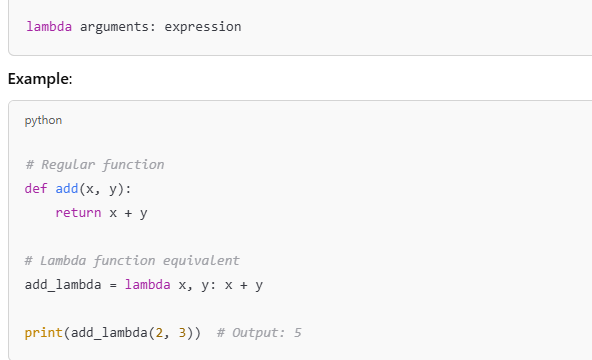 lambda arguments: expression
Example:
python
# Regular function
def add(x, y):
    return x + y
# Lambda function equivalent
add_lambda = lambda x, y: x + y
print(add_lambda(2, 3))  # Output: 5